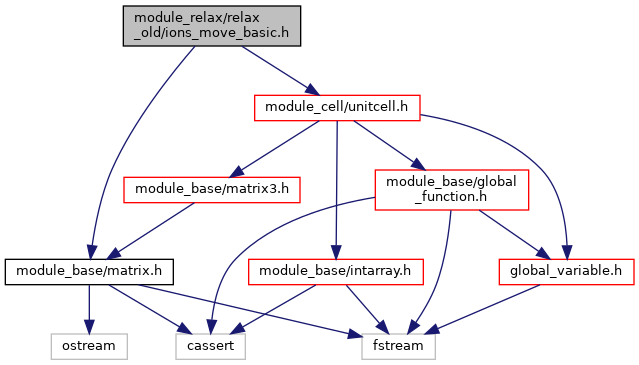 module_relax/relax
_old/ions_move_basic.h
module_cell/unitcell.h
module_base/matrix3.h
module_base/global
_function.h
module_base/matrix.h
module_base/intarray.h
global_variable.h
ostream
cassert
fstream